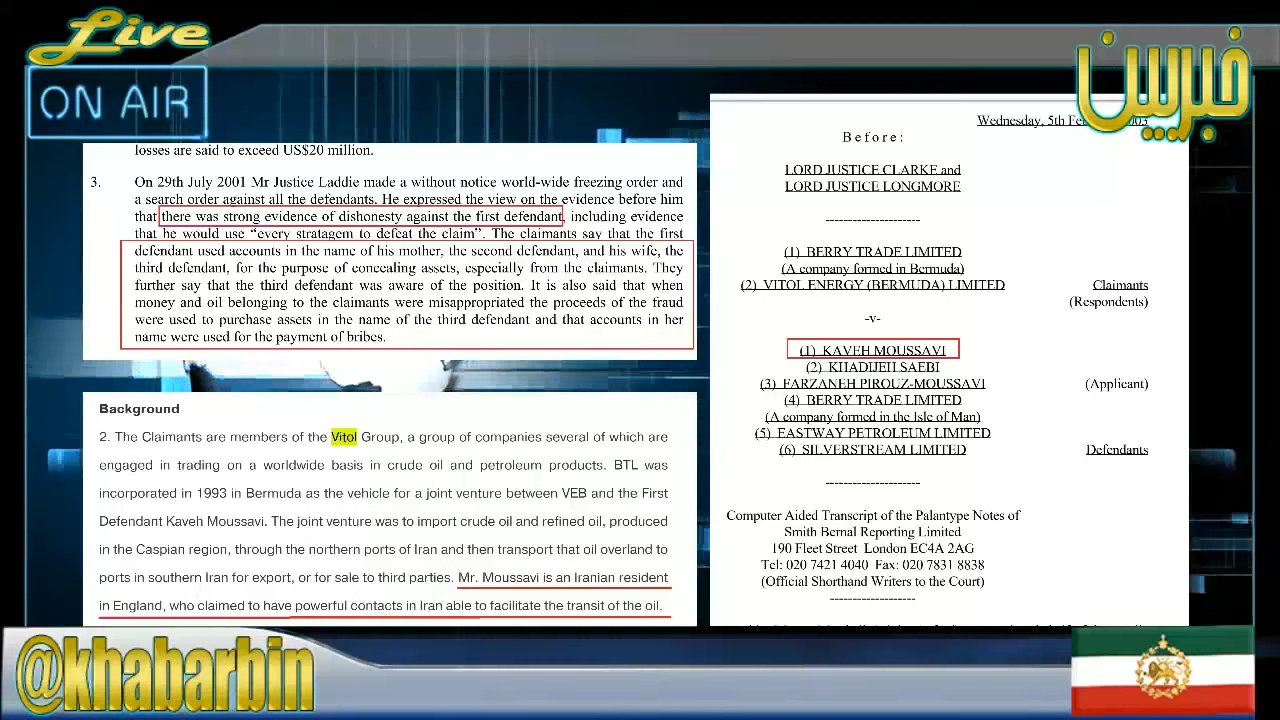 Live
ON AIR
خبربین
losses are said to exceed US$20 million.
3. On 29th July 2001 Mr Justice Laddie made a without notice world-wide freezing order and
a search order against all the defendants. He expressed the view on the evidence before him
that there was strong evidence of dishonesty against the first defendant, including evidence
that he would use “every stratagem to defeat the claim”. The claimants say that the first
defendant used accounts in the name of his mother, the second defendant, and his wife, the
third defendant, for the purpose of concealing assets, especially from the claimants. They
further say that the third defendant was aware of the position. It is also said that when
money and oil belonging to the claimants were misappropriated the proceeds of the fraud
were used to purchase assets in the name of the third defendant and that accounts in her
name were used for the payment of bribes.
Background
2. The Claimants are members of the Vitol Group, a group of companies several of which are
engaged in trading on a worldwide basis in crude oil and petroleum products. BTL was
incorporated in 1993 in Bermuda as the vehicle for a joint venture between VEB and the First
Defendant Kaveh Moussavi. The joint venture was to import crude oil and refined oil, produced
in the Caspian region, through the northern ports of Iran and then transport that oil overland to
ports in southern Iran for export, or for sale to third parties. Mr. Moussavi is an Iranian resident
in England, who claimed to have powerful contacts in Iran able to facilitate the transit of the oil.
Wednesday, 5th
B e f o r e :
LORD JUSTICE CLARKE and
LORD JUSTICE LONGMORE
--------------------
(1) BERRY TRADE LIMITED
(A company formed in Bermuda)
(2) VITOL ENERGY (BERMUDA) LIMITED Claimants
(Respondents)
-v-
(1) KAVEH MOUSSAVI
(2) KHADIJEH SAEBI
(3) FARZANEH PIROUZ-MOUSSAVI (Applicant)
(4) BERRY TRADE LIMITED
(A company formed in the Isle of Man)
(5) EASTWAY PETROLEUM LIMITED
(6) SILVERSTREAM LIMITED Defendants
--------------------
Computer Aided Transcript of the Palantype Notes of
Smith Bernal Reporting Limited
190 Fleet Street London EC4A 2AG
Tel: 020 7421 4040 Fax: 020 7831 8838
(Official Shorthand Writers to the Court)
--------------------
@khabarbin